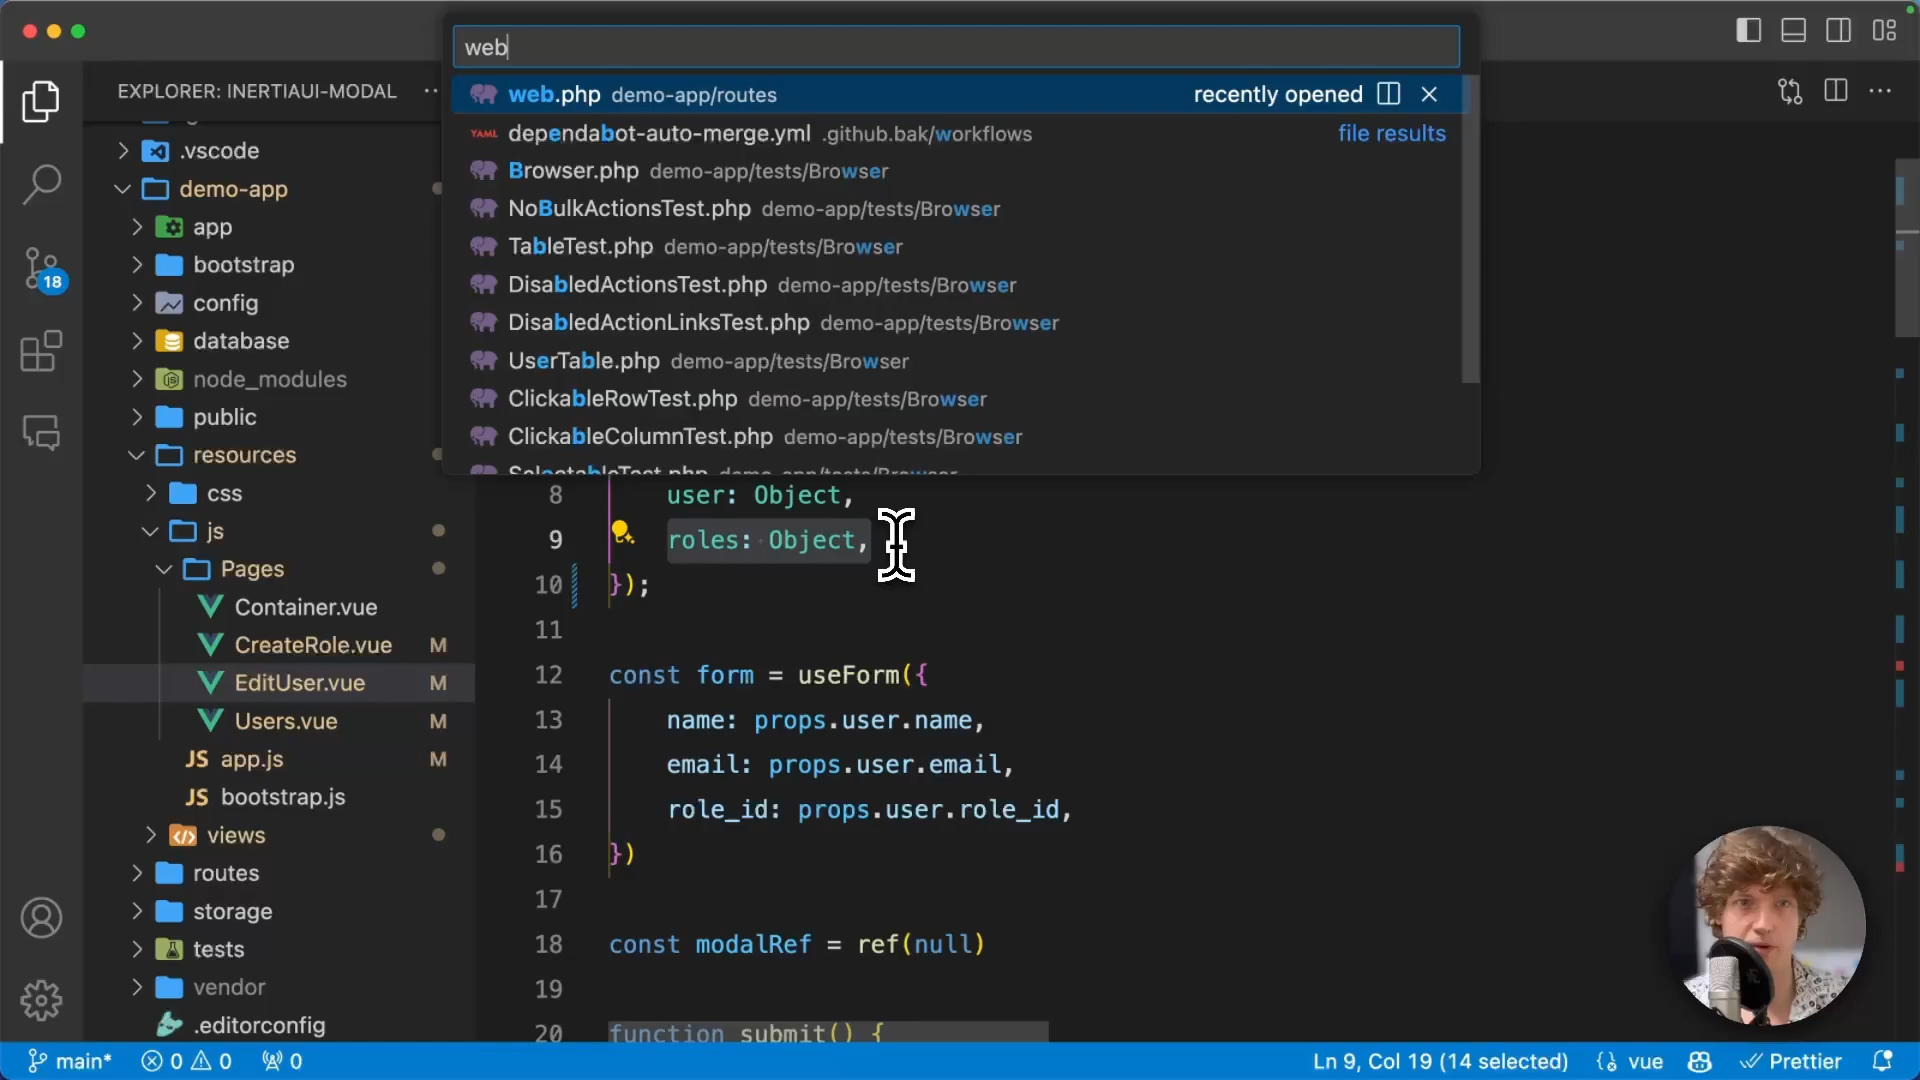 web
EXPLORER: INERTIAUI-MODAL
web.php demo-app/routes recently opened
YAML dependabot-auto-merge.yml .github.bak/workflows file results
Browser.php demo-app/tests/Browser
NoBulkActionsTest.php demo-app/tests/Browser
TableTest.php demo-app/tests/Browser
DisabledActionsTest.php demo-app/tests/Browser
DisabledActionLinksTest.php demo-app/tests/Browser
UserTable.php demo-app/tests/Browser
ClickableRowTest.php demo-app/tests/Browser
ClickableColumnTest.php demo-app/tests/Browser
SelectableTest.php demo-app/tests/Browser
.vscode
demo-app
app
bootstrap
18
config
database
node_modules
public
resources
css
js
Pages
Container.vue
CreateRole.vue M
EditUser.vue M
Users.vue M
JS app.js M
JS bootstrap.js
views
routes
storage
tests
vendor
.editorconfig
8 user: Object,
9 roles: Object,
10 });
11
12 const form = useForm({
13 name: props.user.name,
14 email: props.user.email,
15 role_id: props.user.role_id,
16 })
17
18 const modalRef = ref(null)
19
20 function submit() {
main* 0 0 0 Ln 9, Col 19 (14 selected) vue Prettier